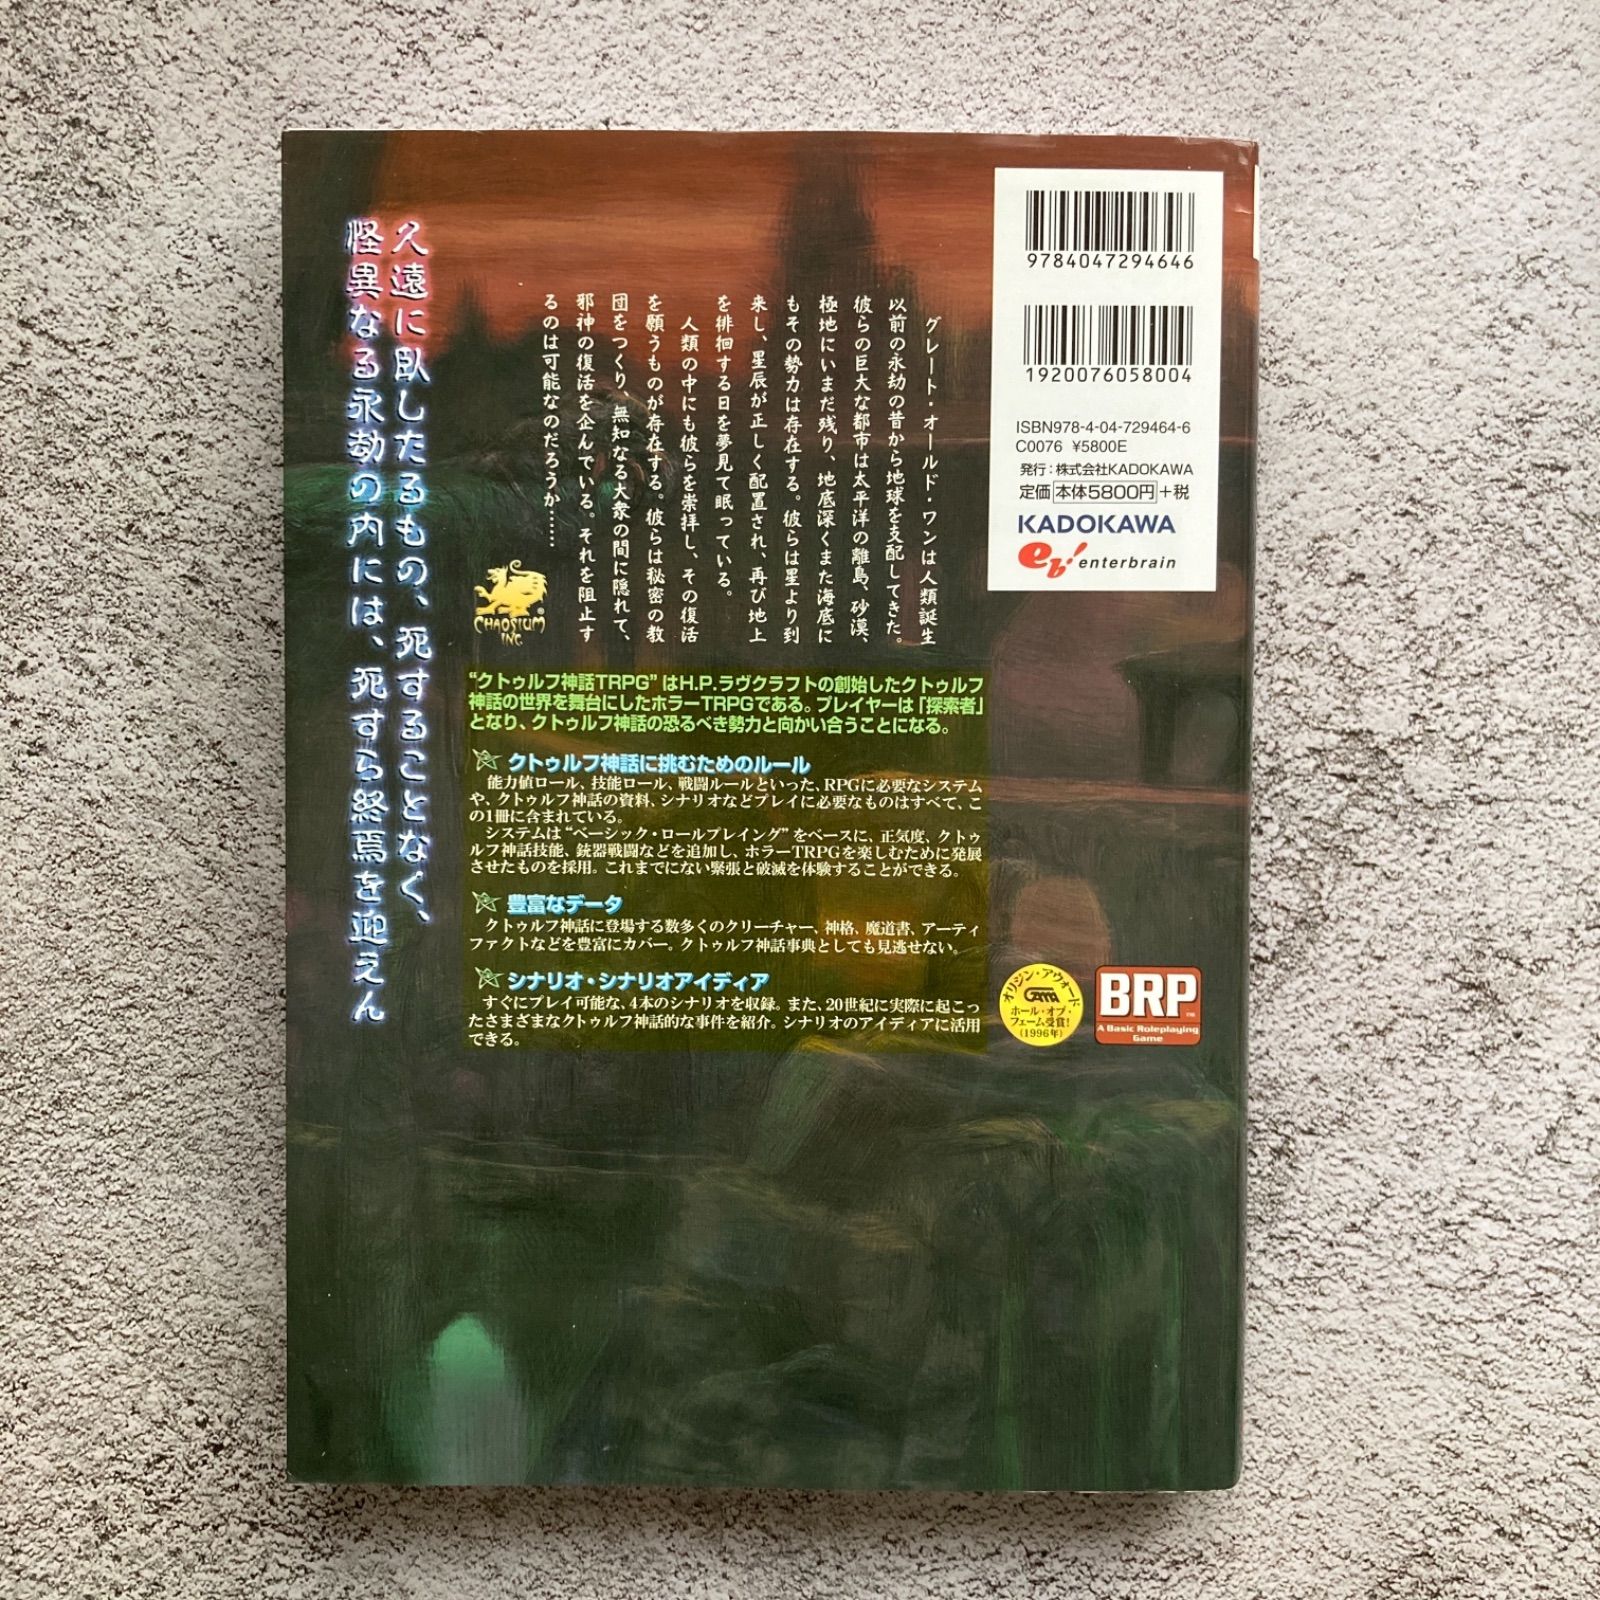 9784047294646
1920076058004
ISBN978-4-04-729464-6
C0076 ¥5800E
発行:株式会社KADOKAWA
定価 本体5800円+税
KADOKAWA
eb! enterbrain
久遠に臥したるもの、死することなく、
怪異なる永劫の内には、死すら終焉を迎えん
グレート・オールド・ワンは人類誕生
以前の永劫の昔から地球を支配してきた。
彼らの巨大な都市は太平洋の離島、砂漠、
極地にいまだ残り、地底深くまた海底に
もその勢力は存在する。彼らは星より到
来し、星辰が正しく配置され、再び地上
を徘徊する日を夢見て眠っている。
人類の中にも彼らを崇拝し、その復活
を願うものが存在する。彼らは秘密の教
団をつくり、無知なる大衆の間に隠れて、
邪神の復活を企んでいる。それを阻止す
るのは可能なのだろうか……
CHAOSIUM
INC
“クトゥルフ神話TRPG”はH.P.ラヴクラフトの創始したクトゥルフ
神話の世界を舞台にしたホラーTRPGである。プレイヤーは「探索者」
となり、クトゥルフ神話の恐るべき勢力と向かい合うことになる。
クトゥルフ神話に挑むためのルール
能力値ロール、技能ロール、戦闘ルールといった、RPGに必要なシステム
や、クトゥルフ神話の資料、シナリオなどプレイに必要なものはすべて、こ
の1冊に含まれている。
システムは“ベーシック・ロールプレイング”をベースに、正気度、クトゥ
ルフ神話技能、銃器戦闘などを追加し、ホラーTRPGを楽しむために発展
させたものを採用。これまでにない緊張と破滅を体験することができる。
豊富なデータ
クトゥルフ神話に登場する数多くのクリーチャー、神格、魔道書、アーティ
ファクトなどを豊富にカバー。クトゥルフ神話事典としても見逃せない。
シナリオ・シナリオアイディア
すぐにプレイ可能な、4本のシナリオを収録。また、20世紀に実際に起こっ
たさまざまなクトゥルフ神話的な事件を紹介。シナリオのアイディアに活用
できる。
オリジン・アウォード
GAMA
ホール・オブ・
フェーム受賞!
(1996年)
BRP™
A Basic Roleplaying
Game